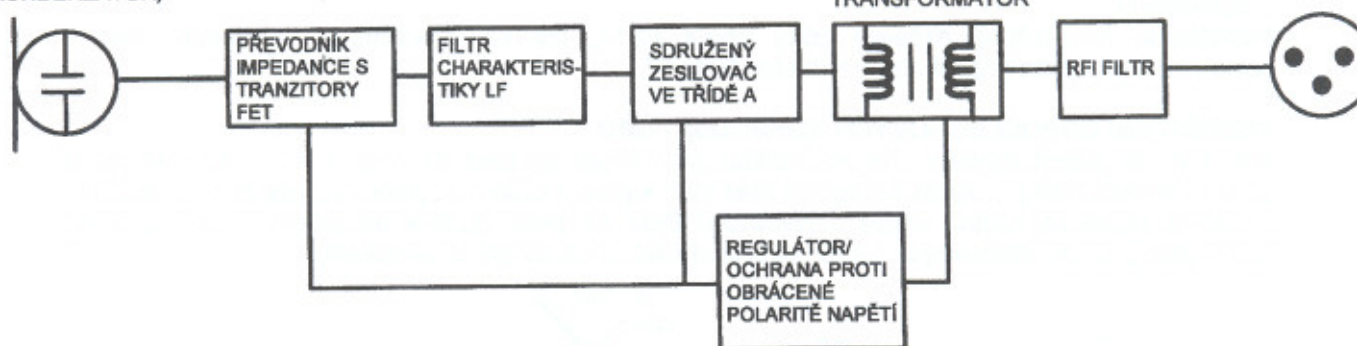 TRANSFORMÁTOR
PŘEVODNÍK
IMPEDANCE S
TRANZITORY
FET
FILTR
CHARAKTERIS-
TIKY LF
SDRUŽENÝ
ZESILOVAČ
VE TŘÍDĚ A
RFI FILTR
REGULÁTOR/
OCHRANA PROTI
OBRÁCENÉ
POLARITĚ NAPĚTÍ